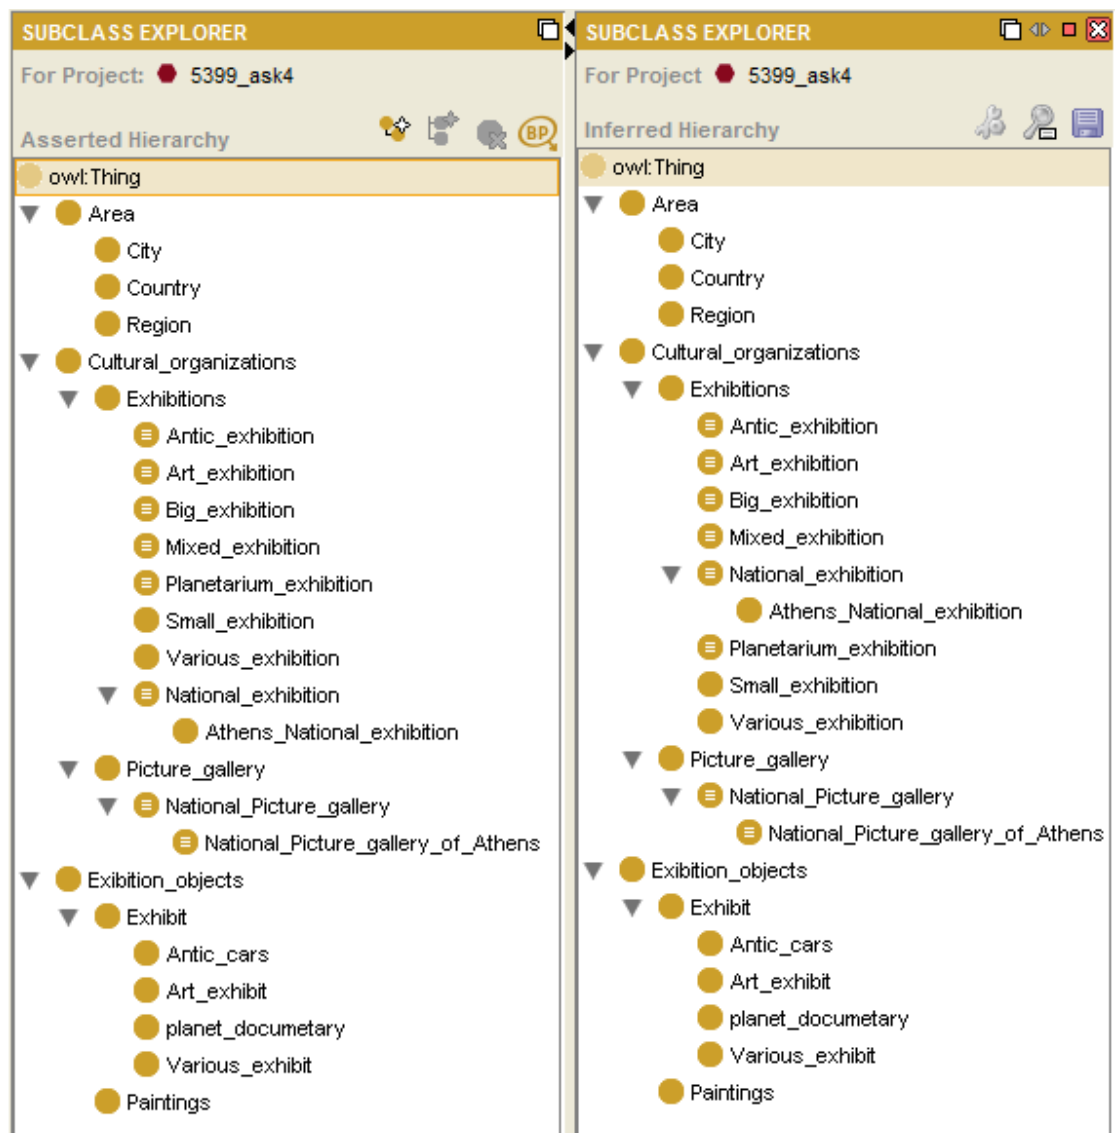 SUBCLASS EXPLORER
For Project: 5399_ask4
Asserted Hierarchy
BP
owl:Thing
Area
City
Country
Region
Cultural_organizations
Exhibitions
Antic_exhibition
Art_exhibition
Big_exhibition
Mixed_exhibition
Planetarium_exhibition
Small_exhibition
Various_exhibition
National_exhibition
Athens_National_exhibition
Picture_gallery
National_Picture_gallery
National_Picture_gallery_of_Athens
Exibition_objects
Exhibit
Antic_cars
Art_exhibit
planet_documetary
Various_exhibit
Paintings
SUBCLASS EXPLORER
For Project 5399_ask4
Inferred Hierarchy
owl:Thing
Area
City
Country
Region
Cultural_organizations
Exhibitions
Antic_exhibition
Art_exhibition
Big_exhibition
Mixed_exhibition
National_exhibition
Athens_National_exhibition
Planetarium_exhibition
Small_exhibition
Various_exhibition
Picture_gallery
National_Picture_gallery
National_Picture_gallery_of_Athens
Exibition_objects
Exhibit
Antic_cars
Art_exhibit
planet_documetary
Various_exhibit
Paintings